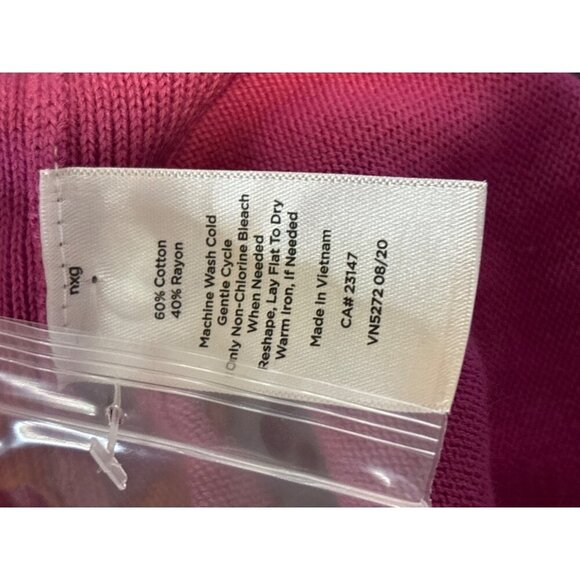 nxg
60% Cotton
40% Rayon
Machine Wash Cold
Gentle Cycle
Only Non-Chlorine Bleach
When Needed
Reshape, Lay Flat To Dry
Warm Iron, If Needed
Made In Vietnam
CA# 23147
VN5272 08/20